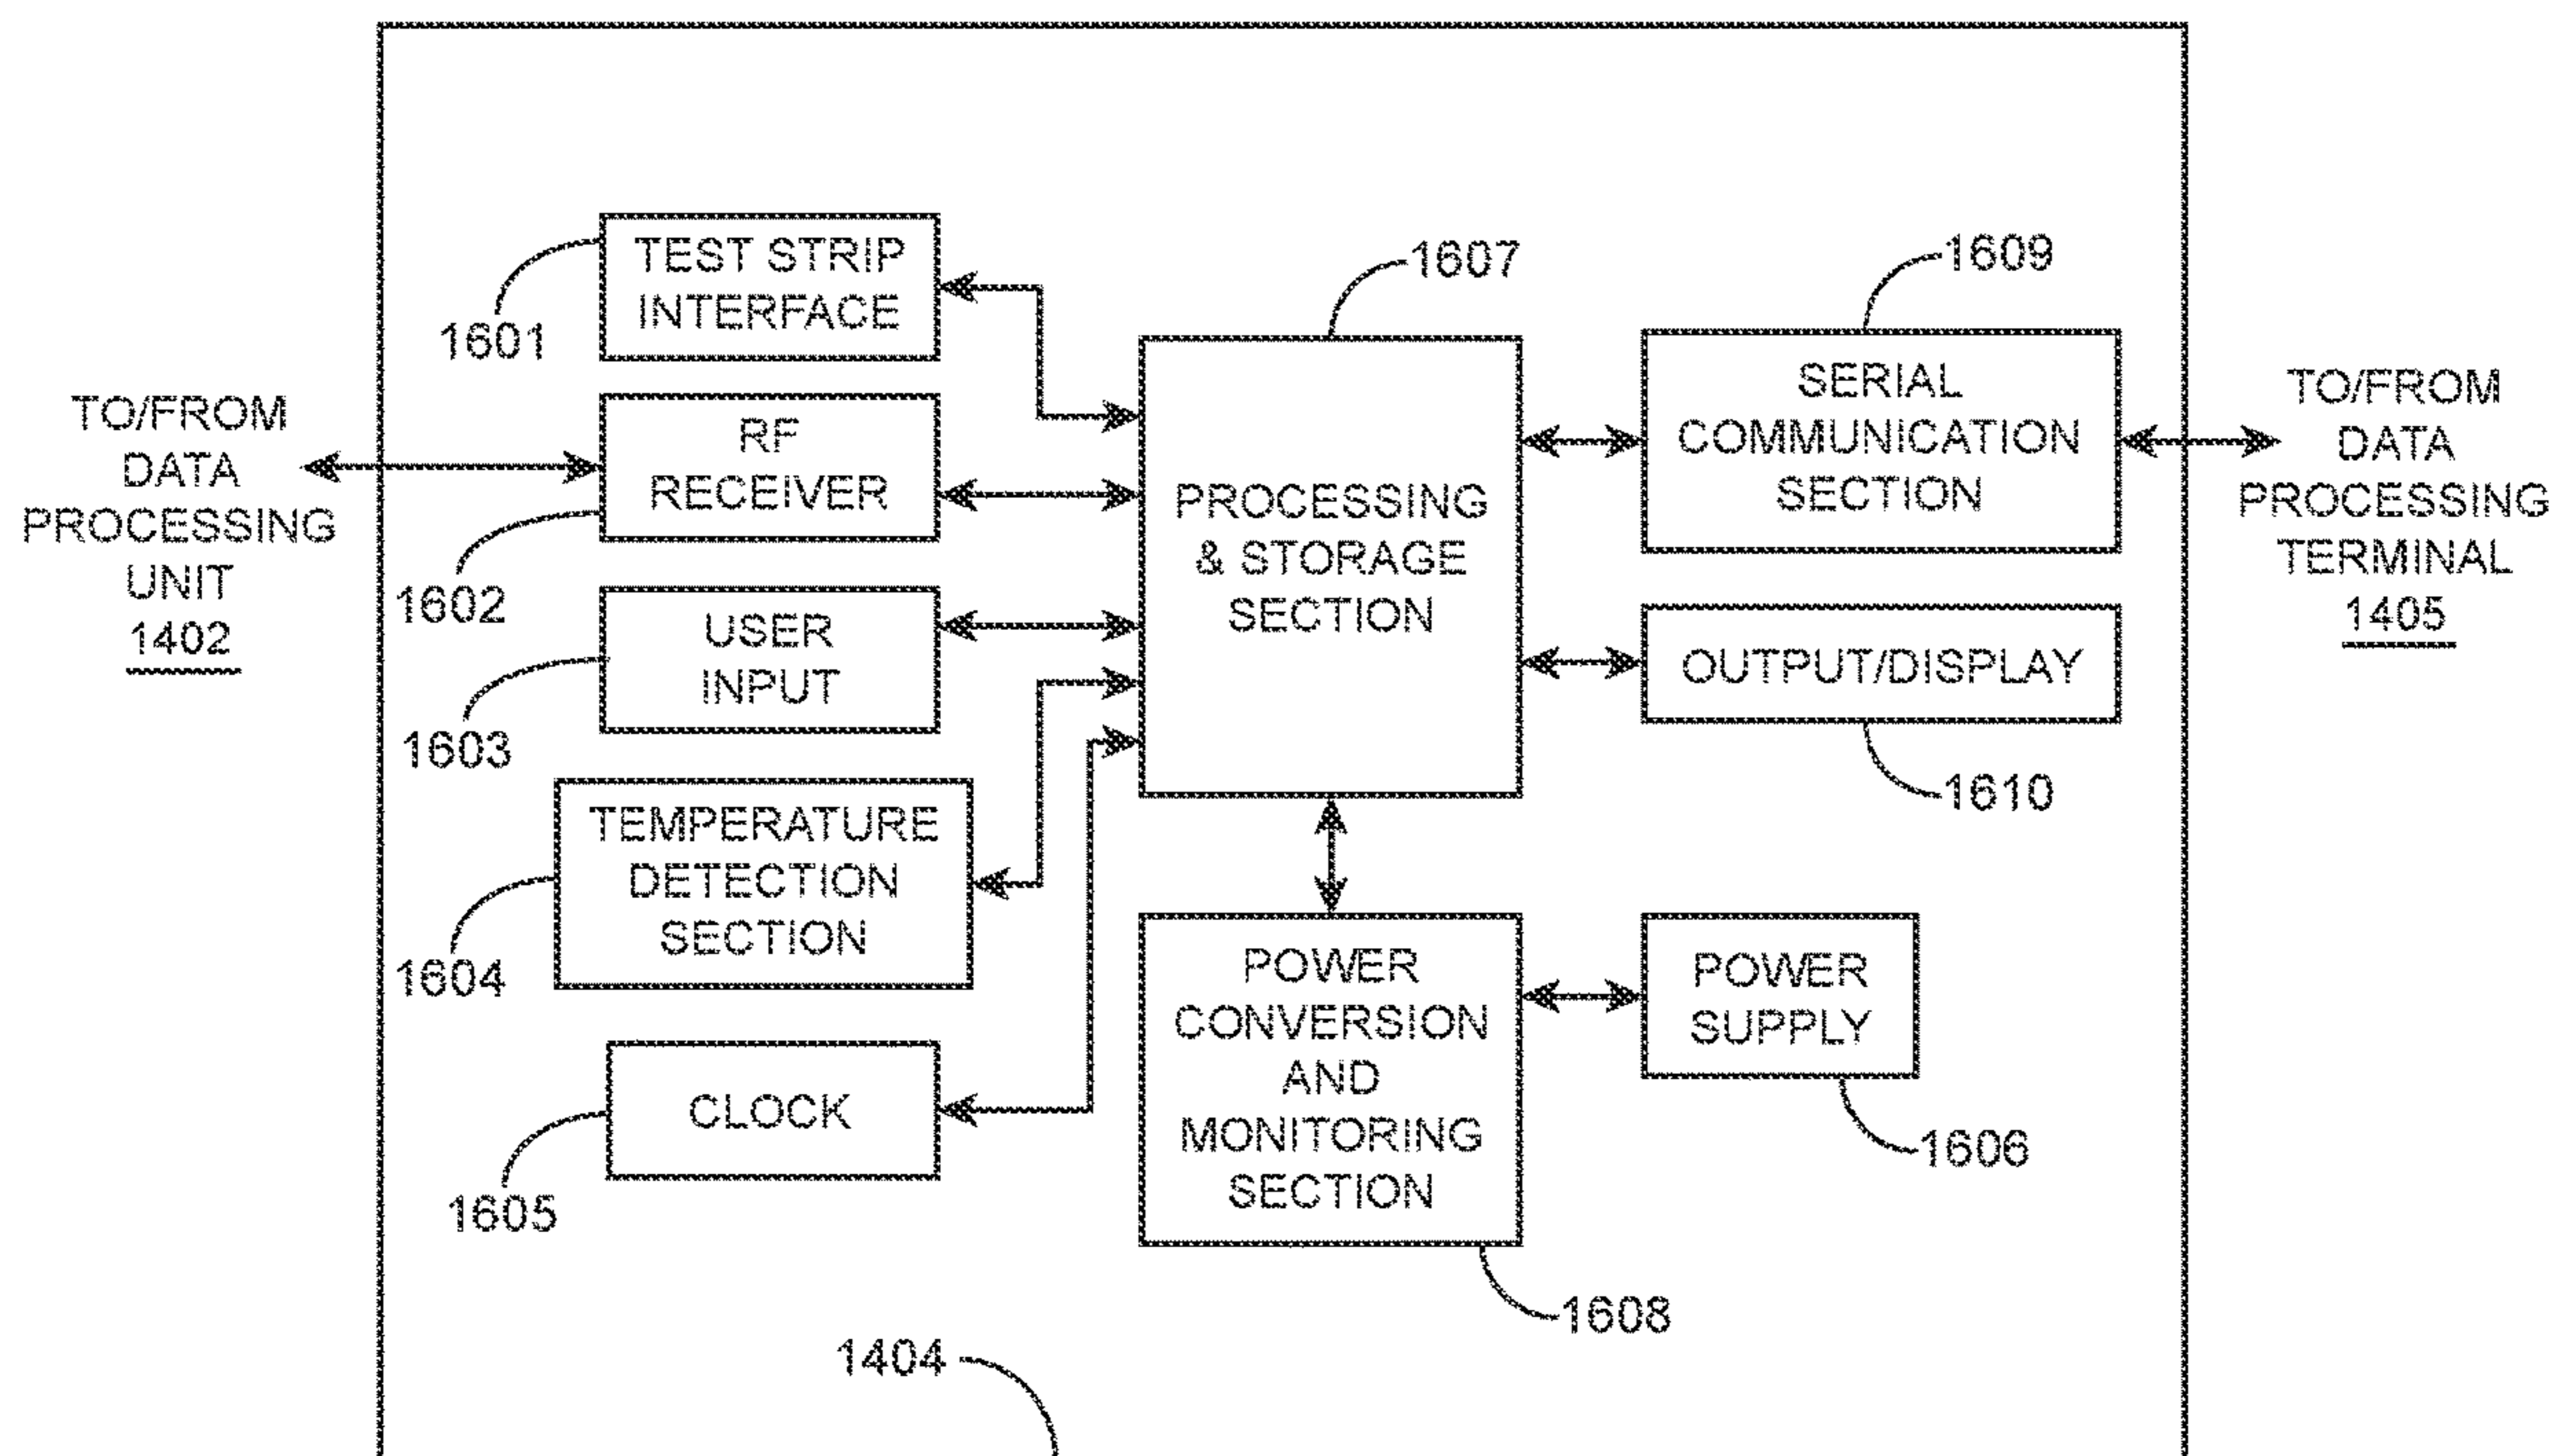 TO/FROM
DATA
PROCESSING
UNIT
1402
TEST STRIP
INTERFACE
1601
RF
RECEIVER
1602
USER
INPUT
1603
TEMPERATURE
DETECTION
SECTION
1604
CLOCK
1605
1607
PROCESSING
& STORAGE
SECTION
POWER
CONVERSION
AND
MONITORING
SECTION
1608
1609
SERIAL
COMMUNICATION
SECTION
OUTPUT/DISPLAY
1610
POWER
SUPPLY
1606
TO/FROM
DATA
PROCESSING
TERMINAL
1405
1404